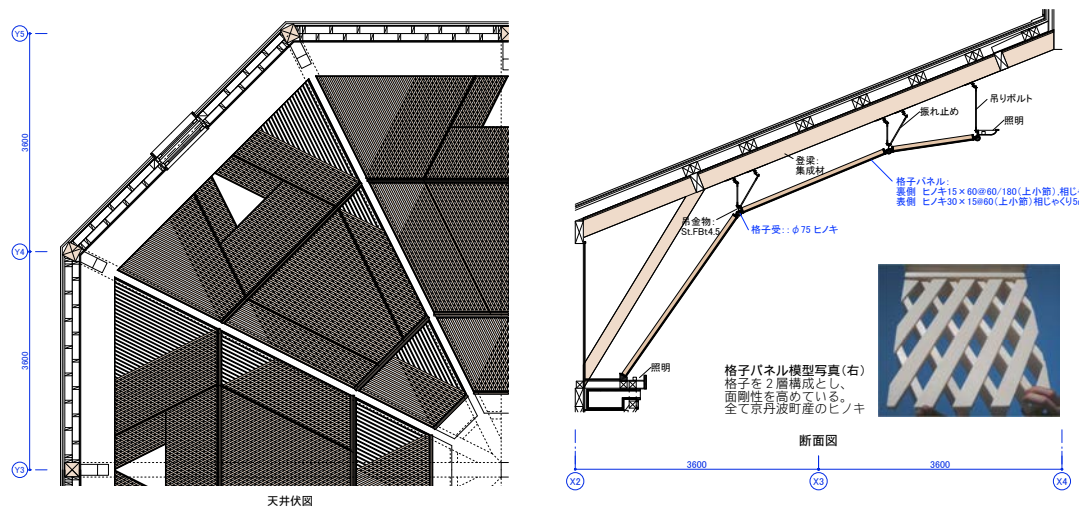 Y5
3600
Y4
3600
Y3
天井伏図
吊りボルト
振れ止め
照明
登梁:
集成材
格子パネル:
裏側 ヒノキ15×60@60/180(上小節),相じゃ
表側 ヒノキ30×15@60(上小節)相じゃくり5
吊金物:
St.FBt4.5
格子受::φ75 ヒノキ
照明
格子パネル模型写真(右)
格子を2層構成とし、
面剛性を高めている。
全て京丹波町産のヒノキ
断面図
3600
3600
X2
X3
X4